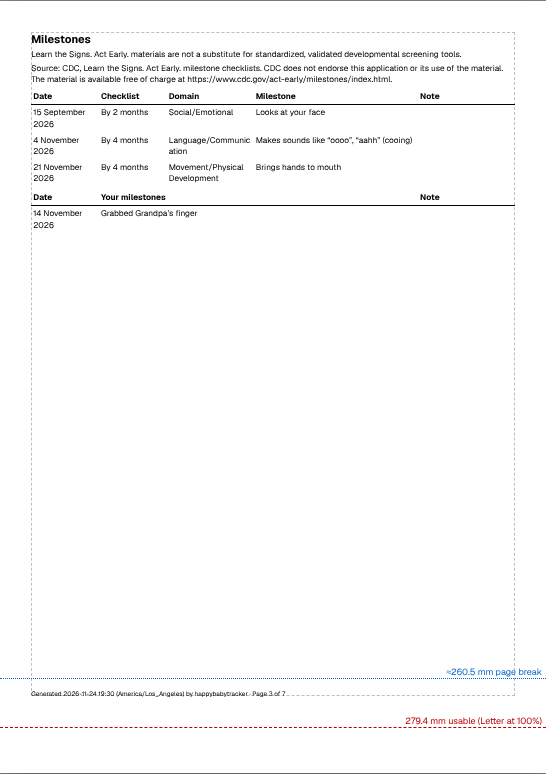 Milestones
Learn the Signs. Act Early. materials are not a substitute for standardized, validated developmental screening tools.
Source: CDC, Learn the Signs. Act Early. milestone checklists. CDC does not endorse this application or its use of the material.
The material is available free of charge at https://www.cdc.gov/act-early/milestones/index.html.
Date Checklist Domain Milestone Note
15 September By 2 months Social/Emotional Looks at your face
2026
4 November By 4 months Language/Communic Makes sounds like “oooo”, “aahh” (cooing)
2026 ation
21 November By 4 months Movement/Physical Brings hands to mouth
2026 Development
Date Your milestones Note
14 November Grabbed Grandpa's finger
2026
≈260.5 mm page break
Generated 2026-11-24 19:30 (America/Los_Angeles) by happybabytracker · Page 3 of 7
279.4 mm usable (Letter at 100%)